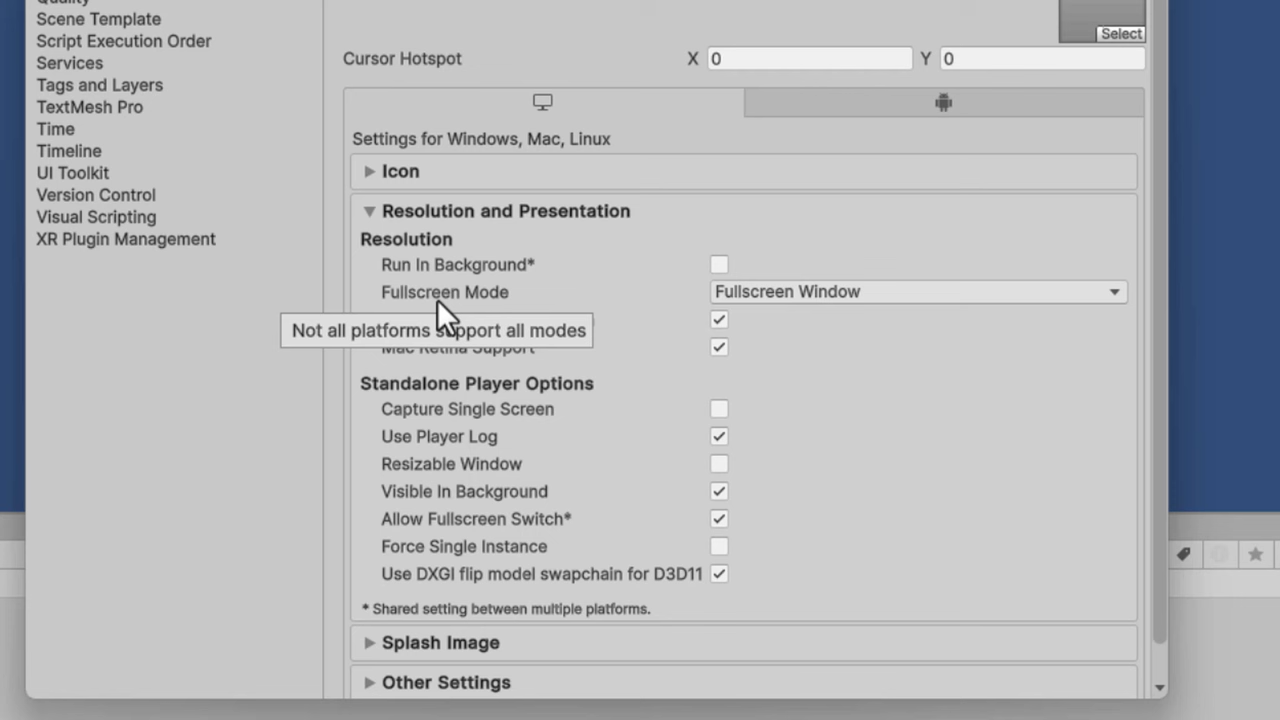 Quality
Scene Template
Script Execution Order
Services
Tags and Layers
TextMesh Pro
Time
Timeline
UI Toolkit
Version Control
Visual Scripting
XR Plugin Management
Select
Cursor Hotspot X 0 Y 0
Settings for Windows, Mac, Linux
Icon
Resolution and Presentation
Resolution
Run In Background*
Fullscreen Mode Fullscreen Window
Not all platforms support all modes
Mac Retina Support
Standalone Player Options
Capture Single Screen
Use Player Log
Resizable Window
Visible In Background
Allow Fullscreen Switch*
Force Single Instance
Use DXGI flip model swapchain for D3D11
* Shared setting between multiple platforms.
Splash Image
Other Settings